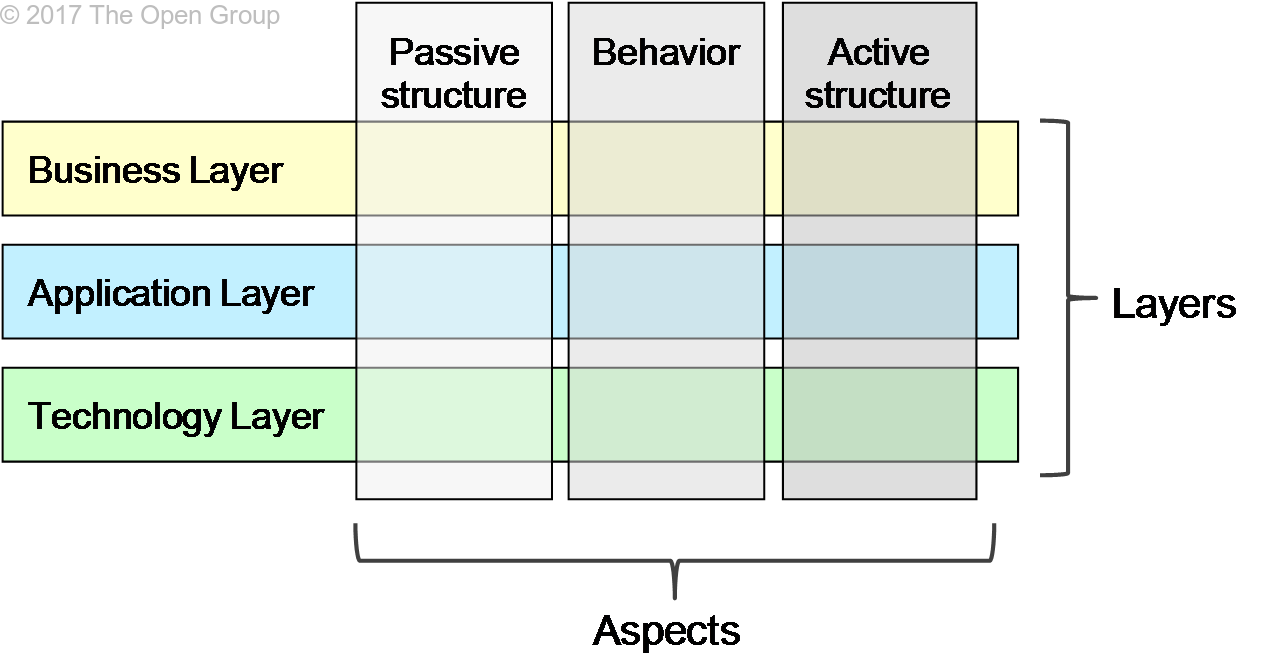 © 2017 The Open Group
Passive
structure
Behavior
Active
structure
Business Layer
Application Layer
Technology Layer
Layers
Aspects